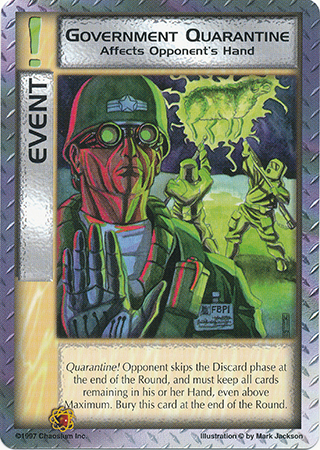 GOVERNMENT QUARANTINE
Affects Opponent's Hand
EVENT
FBPI
Quarantine! Opponent skips the Discard phase at
the end of the Round, and must keep all cards
remaining in his or her Hand, even above
Maximum. Bury this card at the end of the Round.
©1997 Chaosium Inc.
Illustration © by Mark Jackson